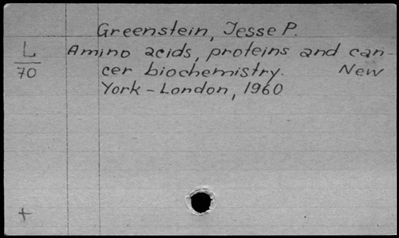 Greenstein, Jesse P.
L
70
Amino acids, proteins and can-
cer biochemistry. New
York-London, 1960
+